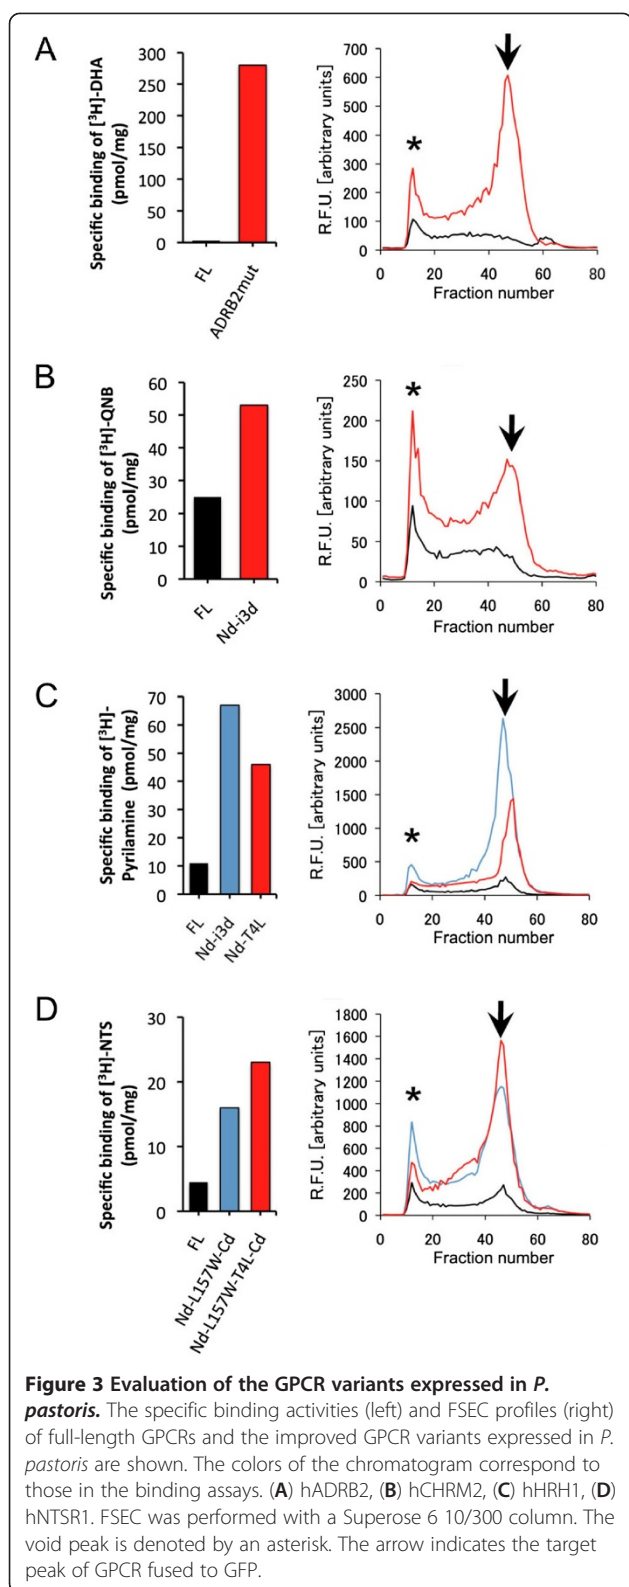 A
Specific binding of [³H]-DHA
(pmol/mg)
300
250
200
150
100
50
0
FL
ADRB2mut
R.F.U. [arbitrary units]
700
600
500
400
300
200
100
0
*
0
20
40
60
80
Fraction number
B
Specific binding of [³H]-QNB
(pmol/mg)
60
50
40
30
20
10
0
FL
Nd-i3d
R.F.U. [arbitrary units]
250
200
150
100
50
0
*
0
20
40
60
80
Fraction number
C
Specific binding of [³H]-
Pyrilamine (pmol/mg)
70
60
50
40
30
20
10
0
FL
Nd-i3d
Nd-T4L
R.F.U. [arbitrary units]
3000
2500
2000
1500
1000
500
0
*
0
20
40
60
80
Fraction number
D
Specific binding of [³H]-NTS
(pmol/mg)
30
20
10
0
FL
Nd-L157W-Cd
Nd-L157W-T4L-Cd
R.F.U. [arbitrary units]
1800
1600
1400
1200
1000
800
600
400
200
0
*
0
20
40
60
80
Fraction number
Figure 3 Evaluation of the GPCR variants expressed in P.
pastoris. The specific binding activities (left) and FSEC profiles (right)
of full-length GPCRs and the improved GPCR variants expressed in P.
pastoris are shown. The colors of the chromatogram correspond to
those in the binding assays. (A) hADRB2, (B) hCHRM2, (C) hHRH1, (D)
hNTSR1. FSEC was performed with a Superose 6 10/300 column. The
void peak is denoted by an asterisk. The arrow indicates the target
peak of GPCR fused to GFP.